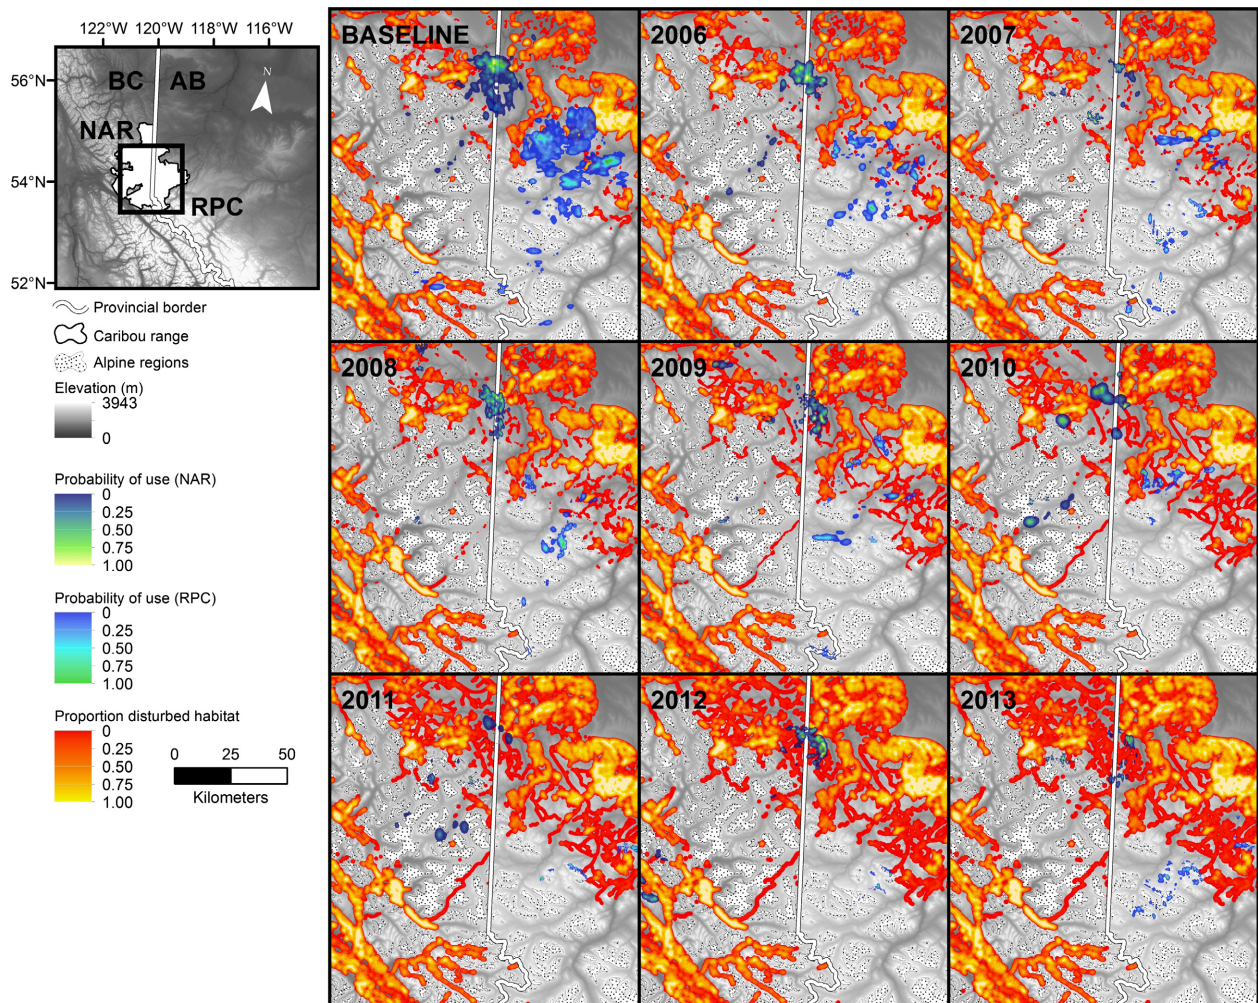 122°W 120°W 118°W 116°W
56°N
54°N
52°N
BC AB
N
NAR
RPC
Provincial border
Caribou range
Alpine regions
Elevation (m)
3943
0
Probability of use (NAR)
0
0.25
0.50
0.75
1.00
Probability of use (RPC)
0
0.25
0.50
0.75
1.00
Proportion disturbed habitat
0
0.25
0.50
0.75
1.00
0 25 50
Kilometers
BASELINE
2006
2007
2008
2009
2010
2011
2012
2013